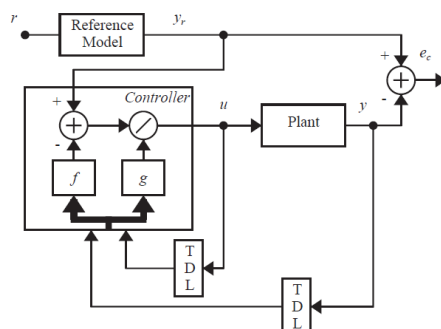 r
Reference
Model
y_r
+
-
e_c
Controller
+
-
u
Plant
y
f
g
T
D
L
T
D
L